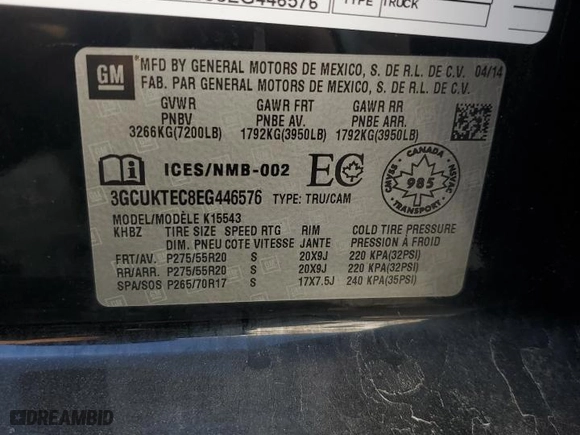 EG446576 TYPE TRUCK
GM
MFD BY GENERAL MOTORS DE MEXICO, S. DE R.L. DE C.V. 04/14
FAB. PAR GENERAL MOTORS DE MEXICO, S. DE R.L. DE C.V.
GVWR GAWR FRT GAWR RR
PNBV PNBE AV. PNBE ARR.
3266KG(7200LB) 1792KG(3950LB) 1792KG(3950LB)
ICES/NMB-002 EC CANADA 985 NSVAC TRANSPORT
3GCUKTEC8EG446576 TYPE: TRU/CAM
MODEL/MODÈLE K15543
KHBZ TIRE SIZE SPEED RTG RIM COLD TIRE PRESSURE
DIM. PNEU COTE VITESSE JANTE PRESSION À FROID
FRT/AV. P275/55R20 S 20X9J 220 KPA(32PSI)
RR/ARR. P275/55R20 S 20X9J 220 KPA(32PSI)
SPA/SOS P265/70R17 S 17X7.5J 240 KPA(35PSI)
DREAMBID